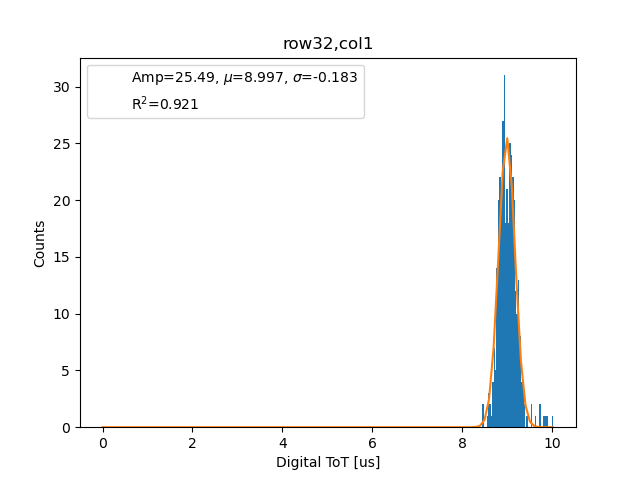 row32,col1
Amp=25.49, μ=8.997, σ=-0.183
R²=0.921
30
25
20
15
10
5
0
Counts
0 2 4 6 8 10
Digital ToT [us]